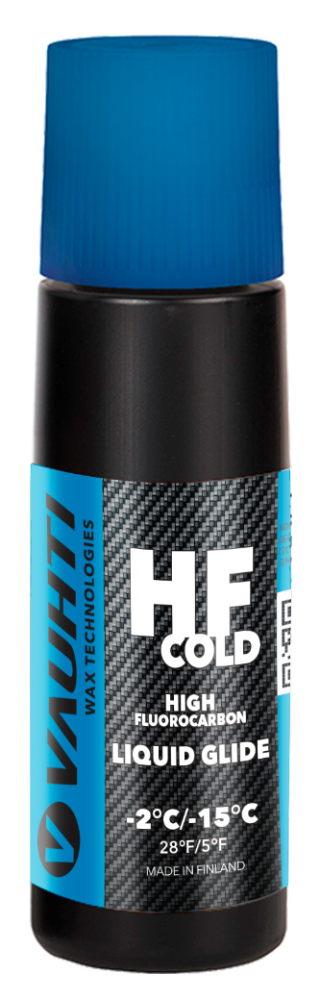 VAUHTI
WAX TECHNOLOGIES
HF
COLD
HIGH
FLUOROCARBON
LIQUID GLIDE
-2°C/-15°C
28°F/5°F
MADE IN FINLAND